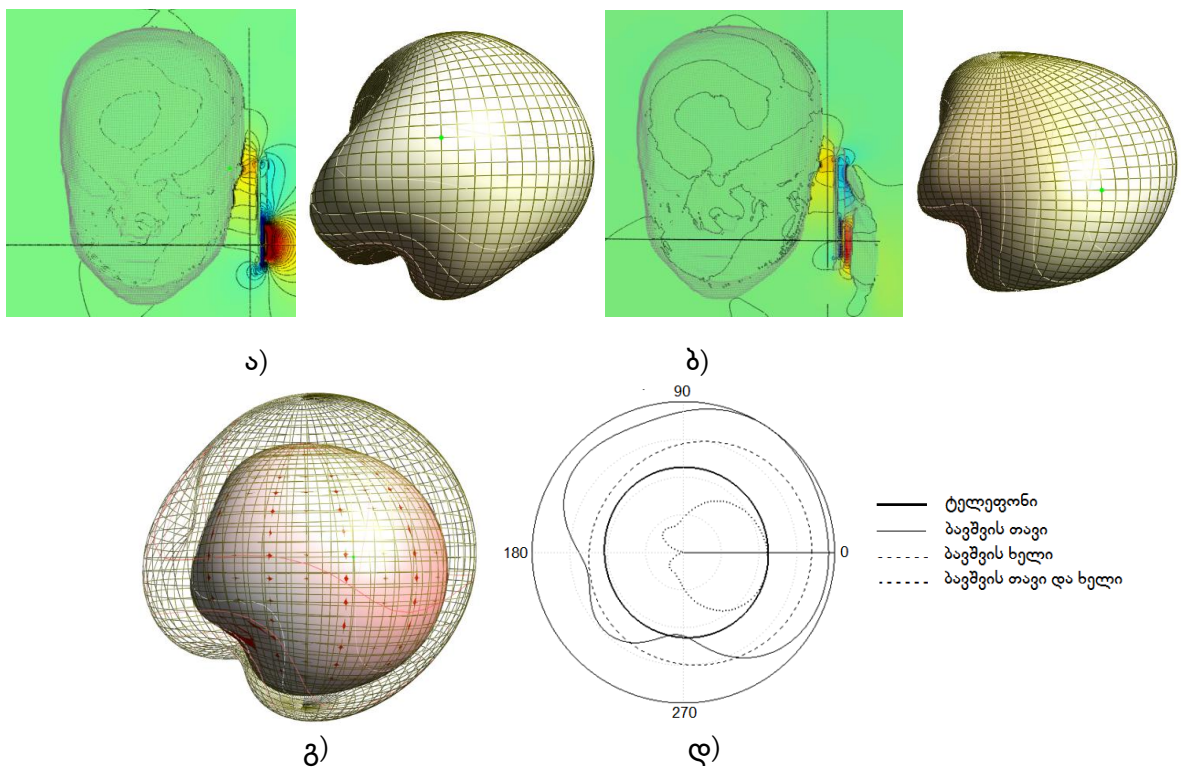 ა)
ბ)
90
180
0
270
ტელეფონი
ბავშვის თავი
ბავშვის ხელი
ბავშვის თავი და ხელი
გ)
დ)